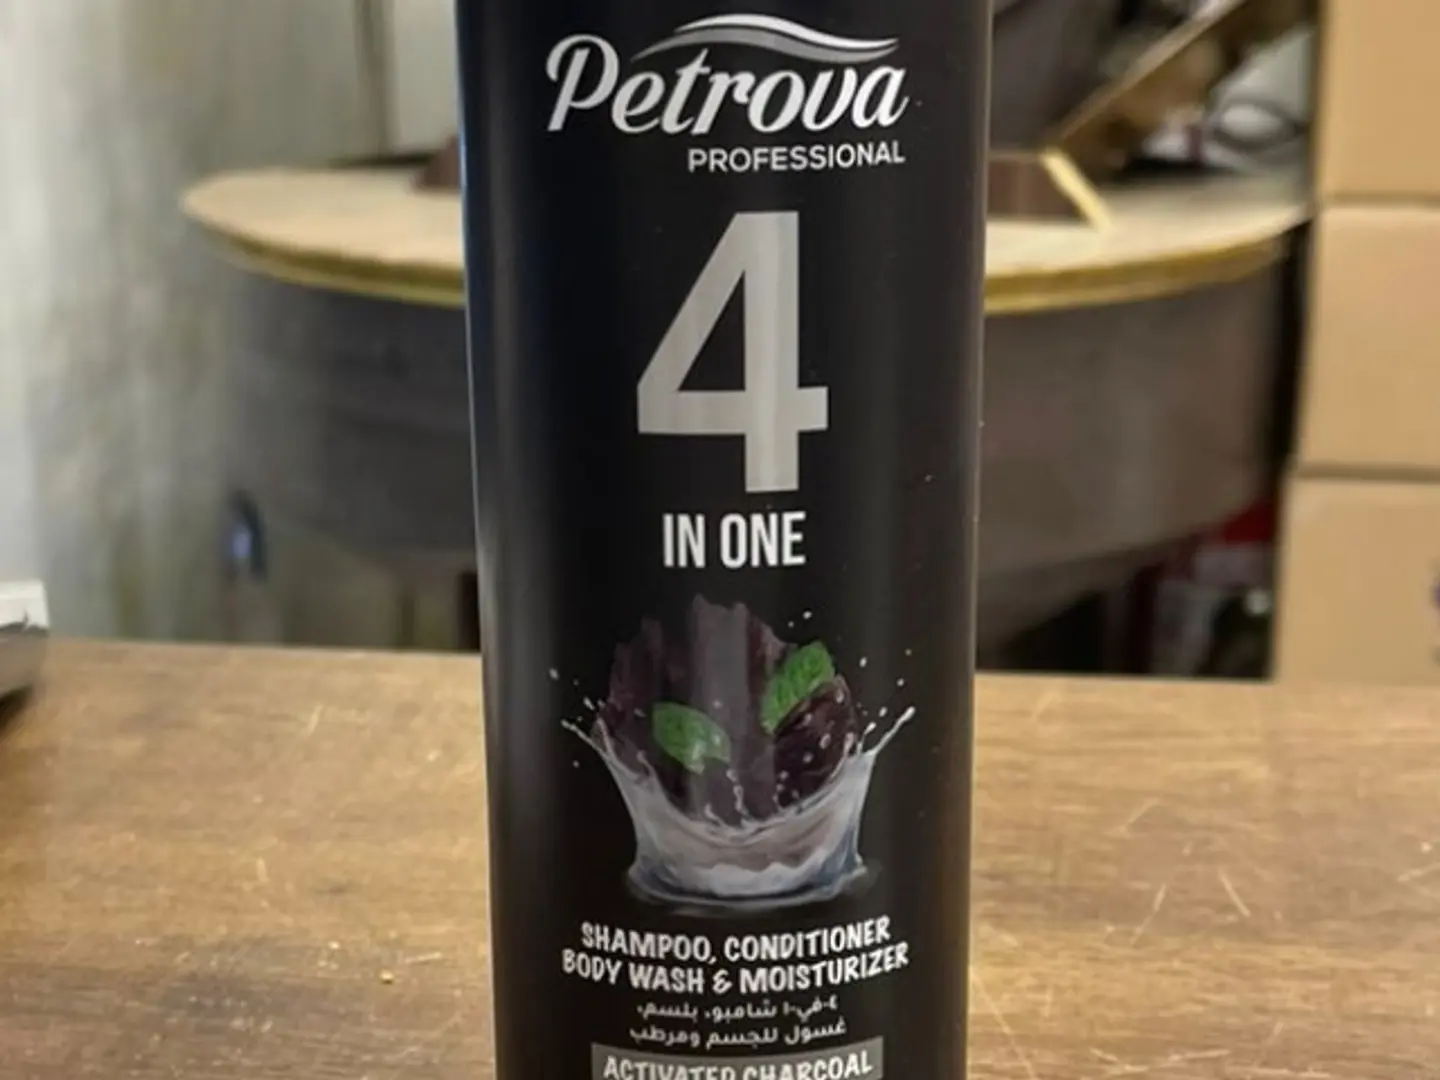 Petrova
PROFESSIONAL
4
IN ONE
SHAMPOO, CONDITIONER
BODY WASH & MOISTURIZER
٤-في-١ شامبو، بلسم،
غسول للجسم ومرطب
ACTIVATED CHARCOAL